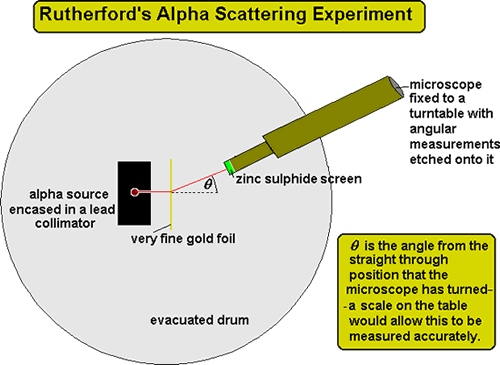 Rutherford's Alpha Scattering Experiment
microscope
fixed to a
turntable with
angular
measurements
etched onto it
zinc sulphide screen
θ
alpha source
encased in a lead
collimator
very fine gold foil
evacuated drum
θ is the angle from the
straight through
position that the
microscope has turned-
-a scale on the table
would allow this to be
measured accurately.